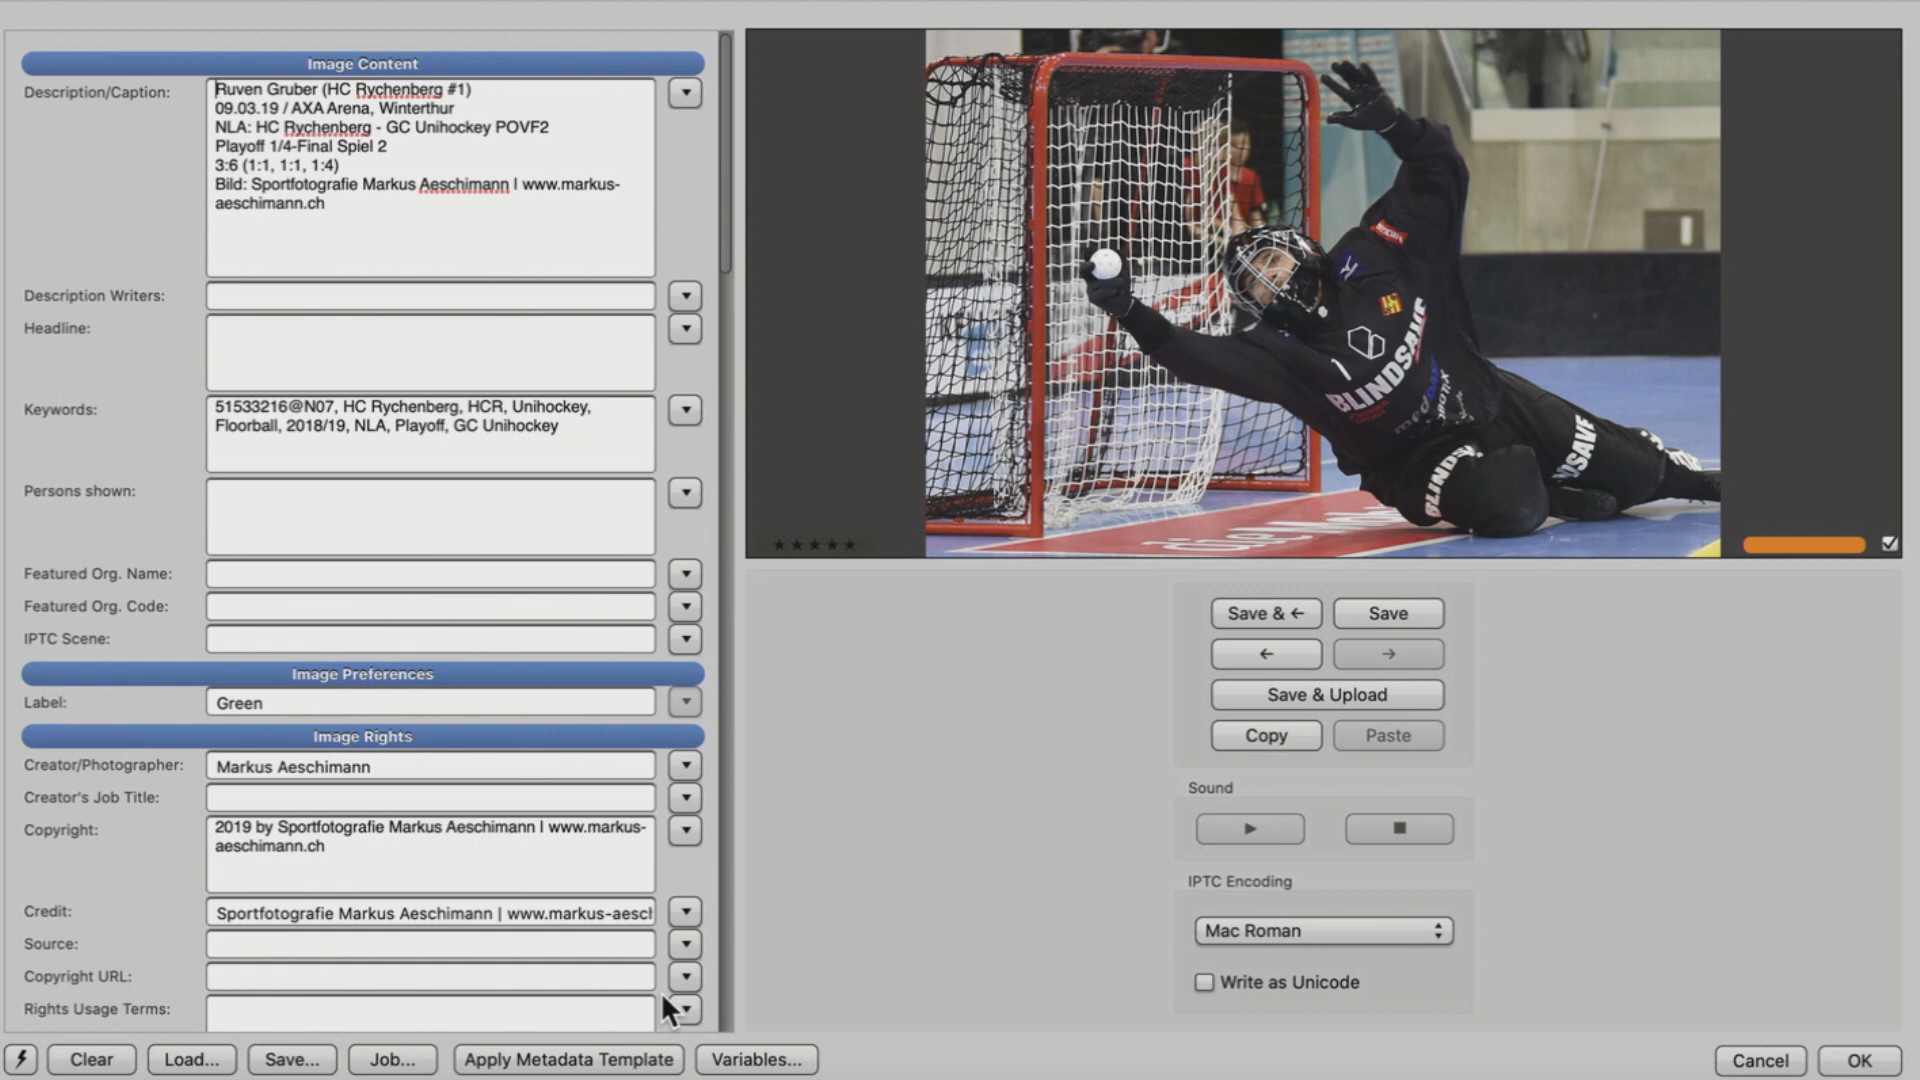 Image Content
Description/Caption:
Ruven Gruber (HC Rychenberg #1)
09.03.19 / AXA Arena, Winterthur
NLA: HC Rychenberg - GC Unihockey POVF2
Playoff 1/4-Final Spiel 2
3:6 (1:1, 1:1, 1:4)
Bild: Sportfotografie Markus Aeschimann | www.markus-
aeschimann.ch
Description Writers:
Headline:
Keywords:
51533216@N07, HC Rychenberg, HCR, Unihockey,
Floorball, 2018/19, NLA, Playoff, GC Unihockey
Persons shown:
Featured Org. Name:
Featured Org. Code:
IPTC Scene:
Image Preferences
Label:
Green
Image Rights
Creator/Photographer:
Markus Aeschimann
Creator's Job Title:
Copyright:
2019 by Sportfotografie Markus Aeschimann | www.markus-
aeschimann.ch
Credit:
Sportfotografie Markus Aeschimann | www.markus-aesch
Source:
Copyright URL:
Rights Usage Terms:
Clear
Load...
Save...
Job...
Apply Metadata Template
Variables...
1
BLINDSAVE
BLINDS
NDSAVE
Save & ←
Save
←
→
Save & Upload
Copy
Paste
Sound
IPTC Encoding
Mac Roman
Write as Unicode
Cancel
OK